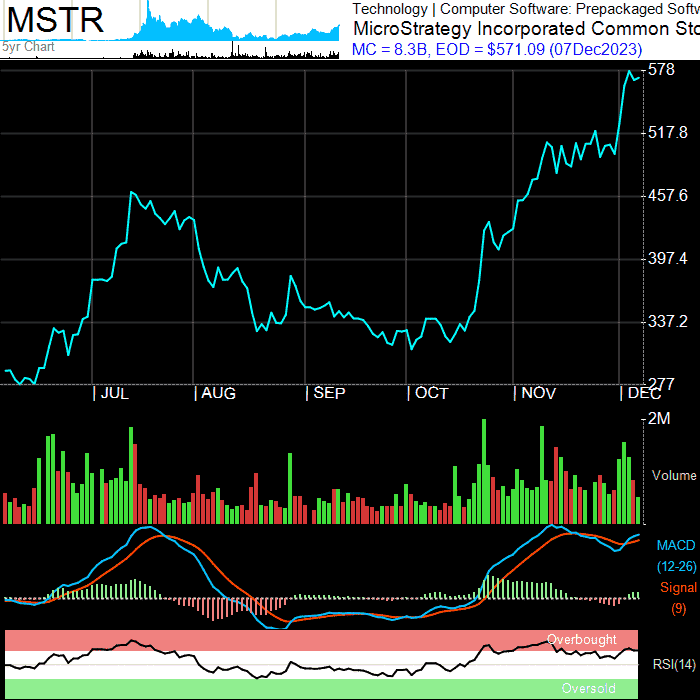 MSTR
5yr Chart
Technology | Computer Software: Prepackaged Softw
MicroStrategy Incorporated Common Sto
MC = 8.3B, EOD = $571.09 (07Dec2023)
578
517.8
457.6
397.4
337.2
277
| JUL | AUG | SEP | OCT | NOV | DEC
2M
Volume
MACD
(12-26)
Signal
(9)
Overbought
RSI(14)
Oversold